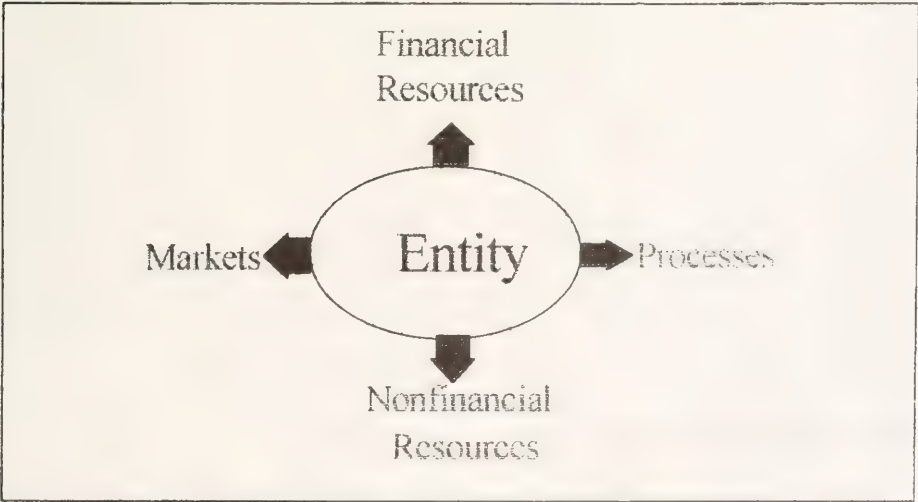 Financial
Resources
Markets
Entity
Processes
Nonfinancial
Resources